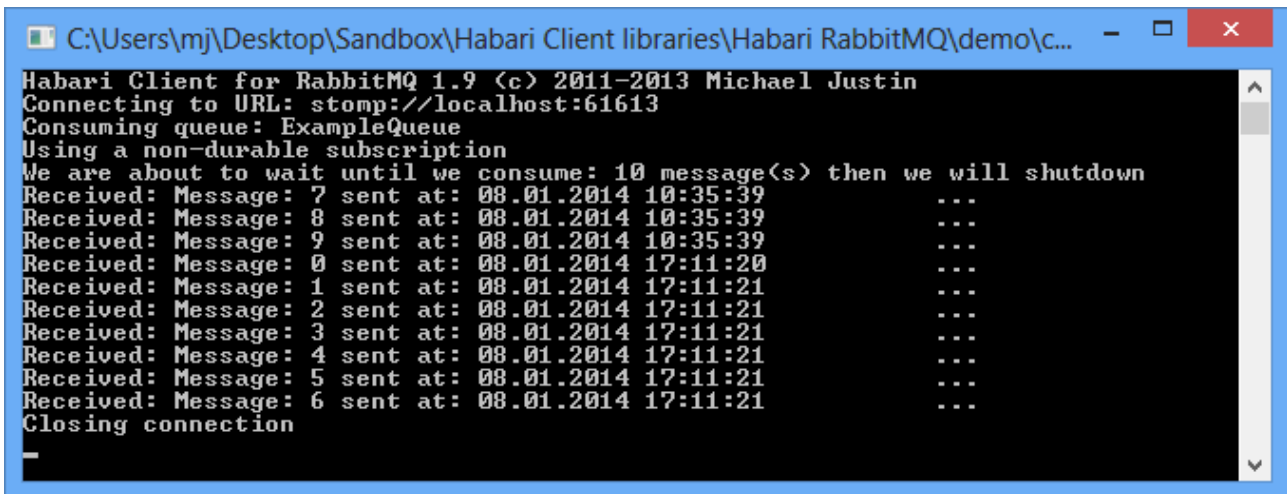 C:\Users\mj\Desktop\Sandbox\Habari Client libraries\Habari RabbitMQ\demo\c...
Habari Client for RabbitMQ 1.9 (c) 2011-2013 Michael Justin
Connecting to URL: stomp://localhost:61613
Consuming queue: ExampleQueue
Using a non-durable subscription
We are about to wait until we consume: 10 message(s) then we will shutdown
Received: Message: 7 sent at: 08.01.2014 10:35:39 ...
Received: Message: 8 sent at: 08.01.2014 10:35:39 ...
Received: Message: 9 sent at: 08.01.2014 10:35:39 ...
Received: Message: 0 sent at: 08.01.2014 17:11:20 ...
Received: Message: 1 sent at: 08.01.2014 17:11:21 ...
Received: Message: 2 sent at: 08.01.2014 17:11:21 ...
Received: Message: 3 sent at: 08.01.2014 17:11:21 ...
Received: Message: 4 sent at: 08.01.2014 17:11:21 ...
Received: Message: 5 sent at: 08.01.2014 17:11:21 ...
Received: Message: 6 sent at: 08.01.2014 17:11:21 ...
Closing connection